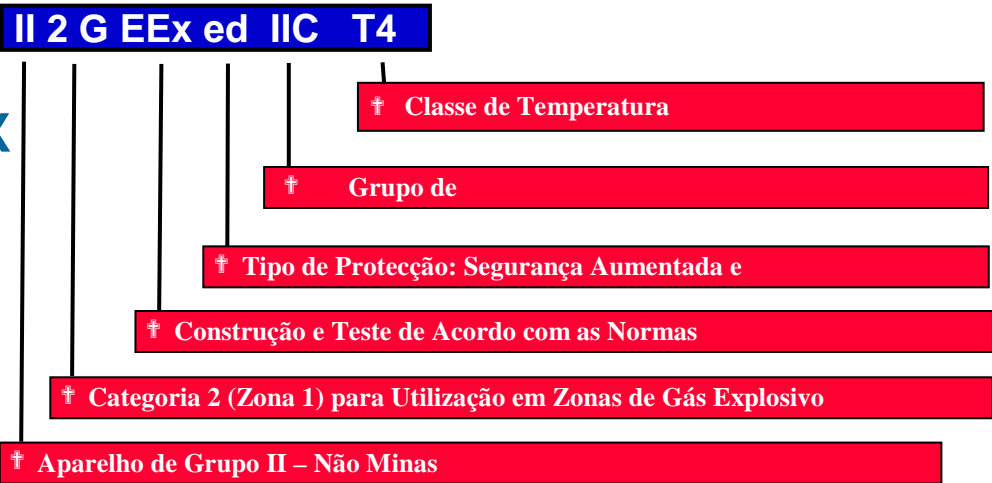 II 2 G EEx ed IIC T4
✝ Classe de Temperatura
✝ Grupo de
✝ Tipo de Protecção: Segurança Aumentada e
✝ Construção e Teste de Acordo com as Normas
✝ Categoria 2 (Zona 1) para Utilização em Zonas de Gás Explosivo
✝ Aparelho de Grupo II – Não Minas